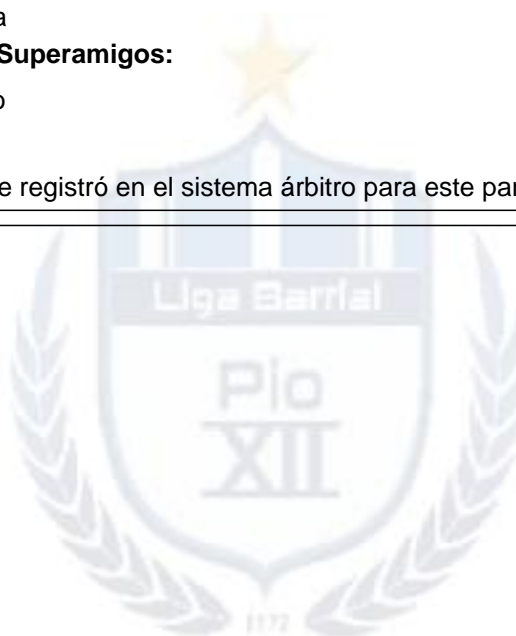 a
Superamigos:
o
e registró en el sistema árbitro para este par
Liga Barrial
Pio
XII